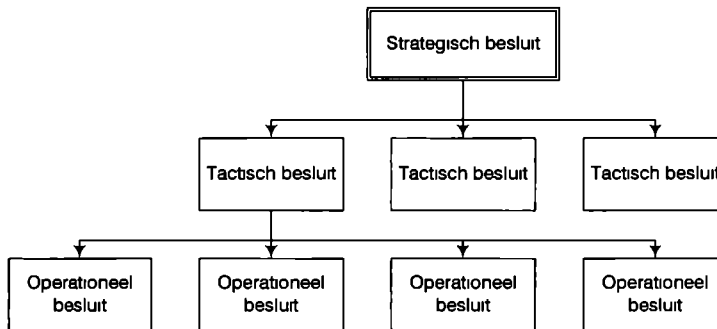 Strategisch besluit
Tactisch besluit Tactisch besluit Tactisch besluit
Operationeel Operationeel Operationeel Operationeel
besluit besluit besluit besluit